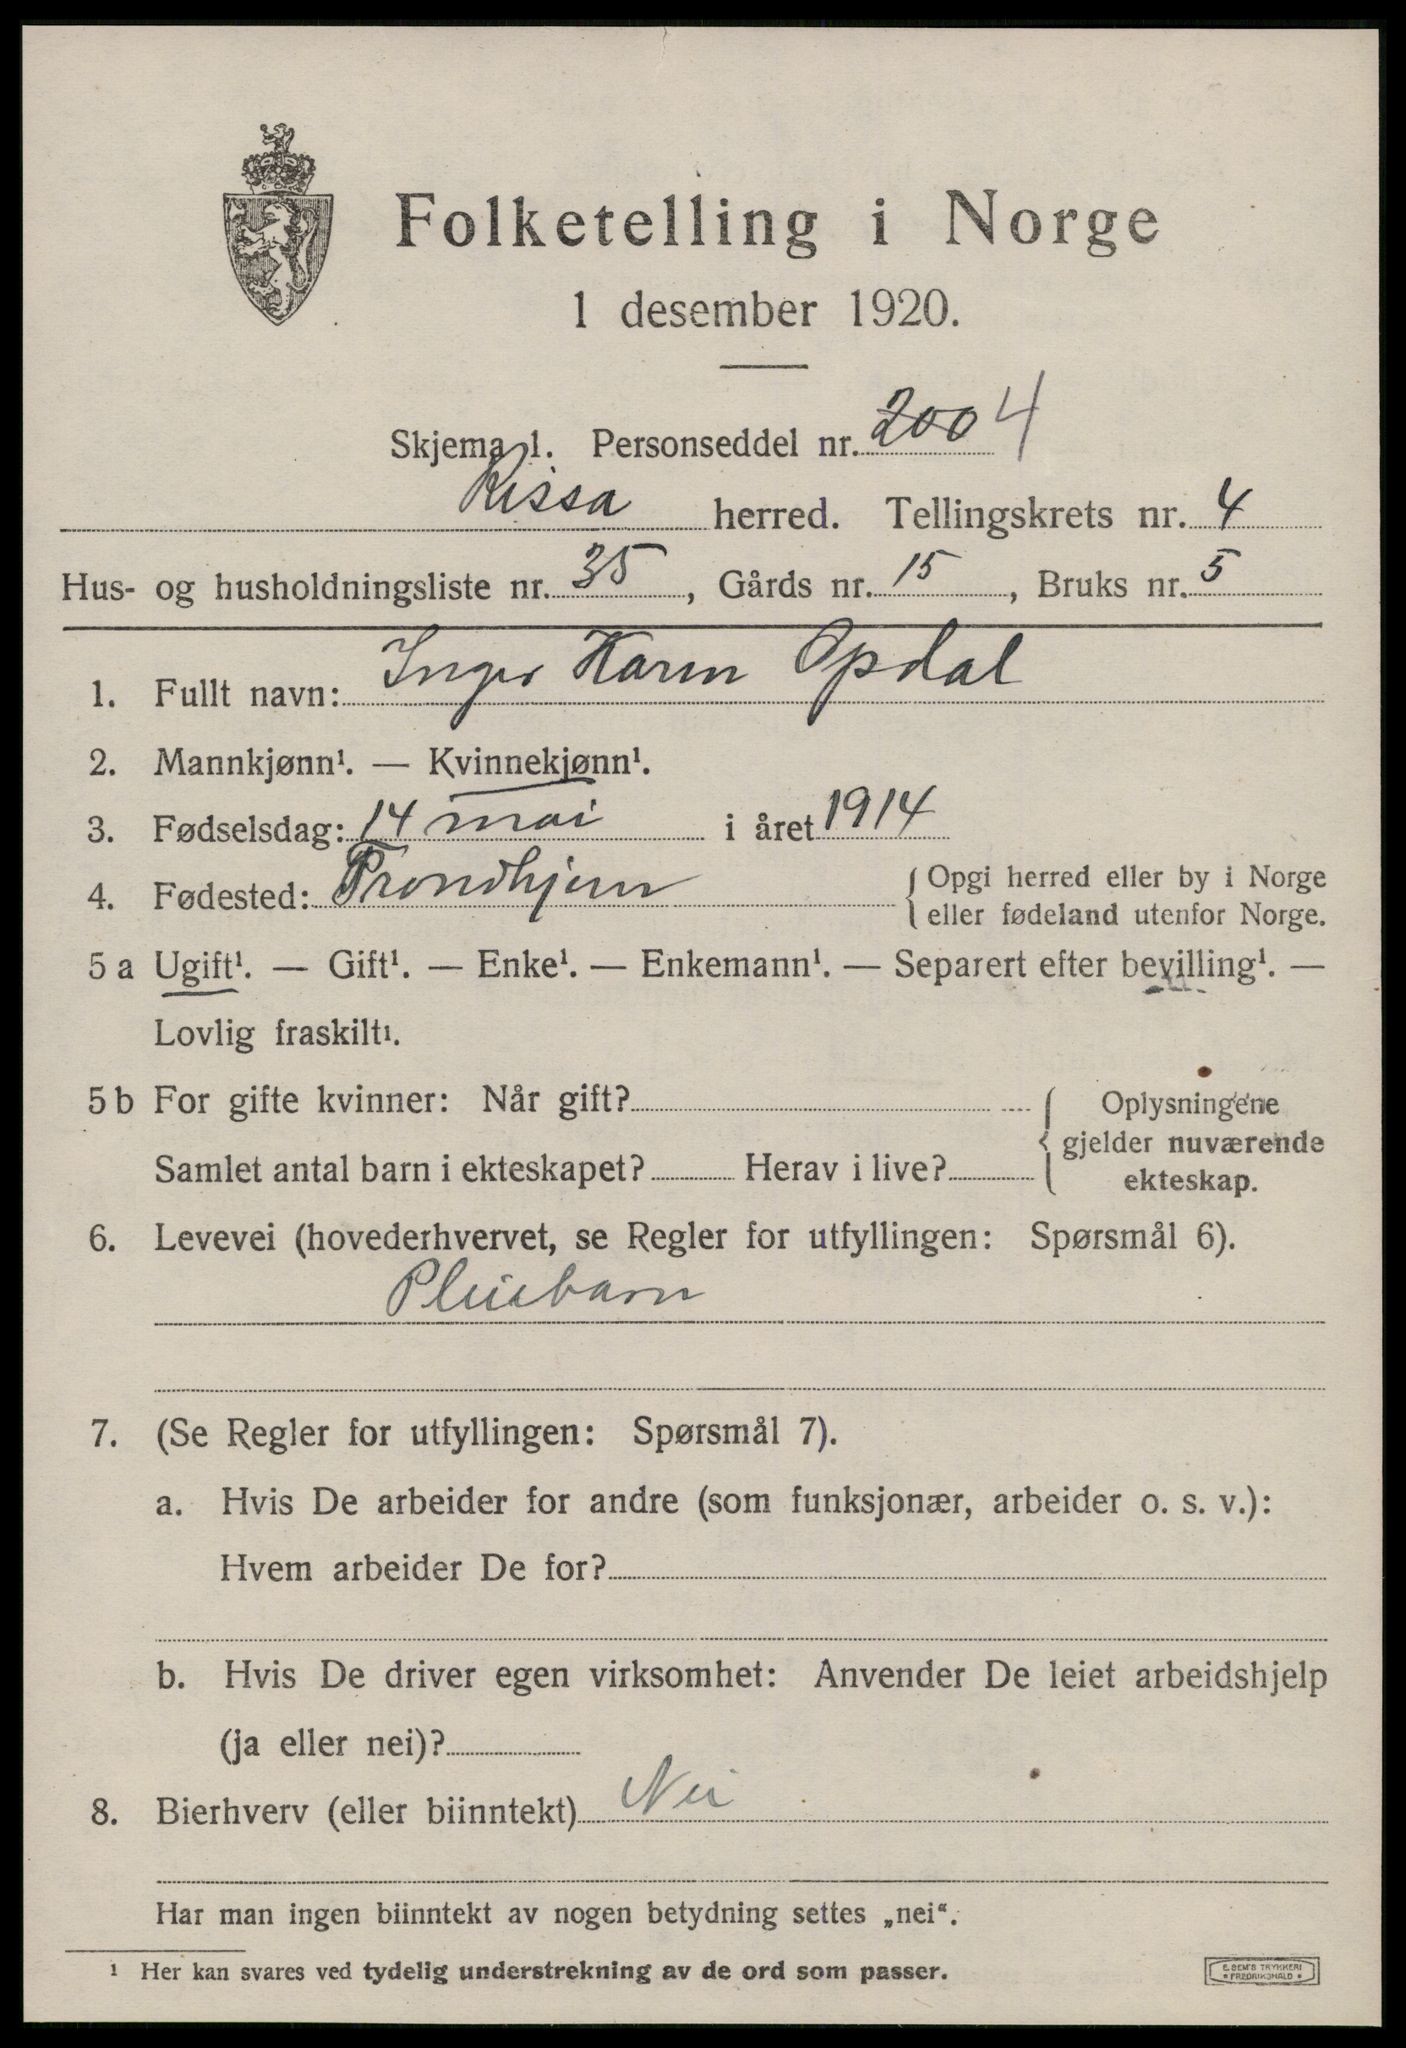 Folketelling i Norge
1 desember 1920.
Skjema 1. Personseddel nr. 200 4
Rissa herred. Tellingskrets nr. 4
Hus- og husholdningsliste nr. 35, Gårds nr. 15, Bruks nr. 5
1. Fullt navn: Inger Karin Opdal
2. Mannkjønn¹. — Kvinnekjønn¹.
3. Fødselsdag: 14 mai i året 1914
4. Fødested: Trondhjem { Opgi herred eller by i Norge
eller fødeland utenfor Norge.
5 a Ugift¹. — Gift¹. — Enke¹. — Enkemann¹. — Separert efter bevilling¹. —
Lovlig fraskilt¹.
5 b For gifte kvinner: Når gift? { Oplysningene
gjelder nuværende
Samlet antal barn i ekteskapet? Herav i live? ekteskap.
6. Levevei (hovederhvervet, se Regler for utfyllingen: Spørsmål 6).
Pleiebarn
7. (Se Regler for utfyllingen: Spørsmål 7).
a. Hvis De arbeider for andre (som funksjonær, arbeider o. s. v.):
Hvem arbeider De for?
b. Hvis De driver egen virksomhet: Anvender De leiet arbeidshjelp
(ja eller nei)?
8. Bierhverv (eller biinntekt) Nei
Har man ingen biinntekt av nogen betydning settes „nei“.
¹ Her kan svares ved tydelig understrekning av de ord som passer.
E. SEM'S TRYKKERI
FREDRIKSHALD